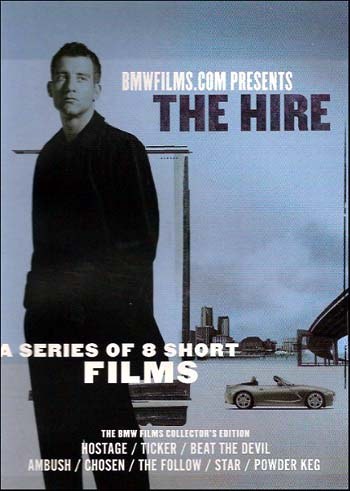 BMWFILMS.COM PRESENTS
THE HIRE
A SERIES OF 8 SHORT
FILMS
THE BMW FILMS COLLECTOR'S EDITION
HOSTAGE / TICKER / BEAT THE DEVIL
AMBUSH / CHOSEN / THE FOLLOW / STAR / POWDER KEG